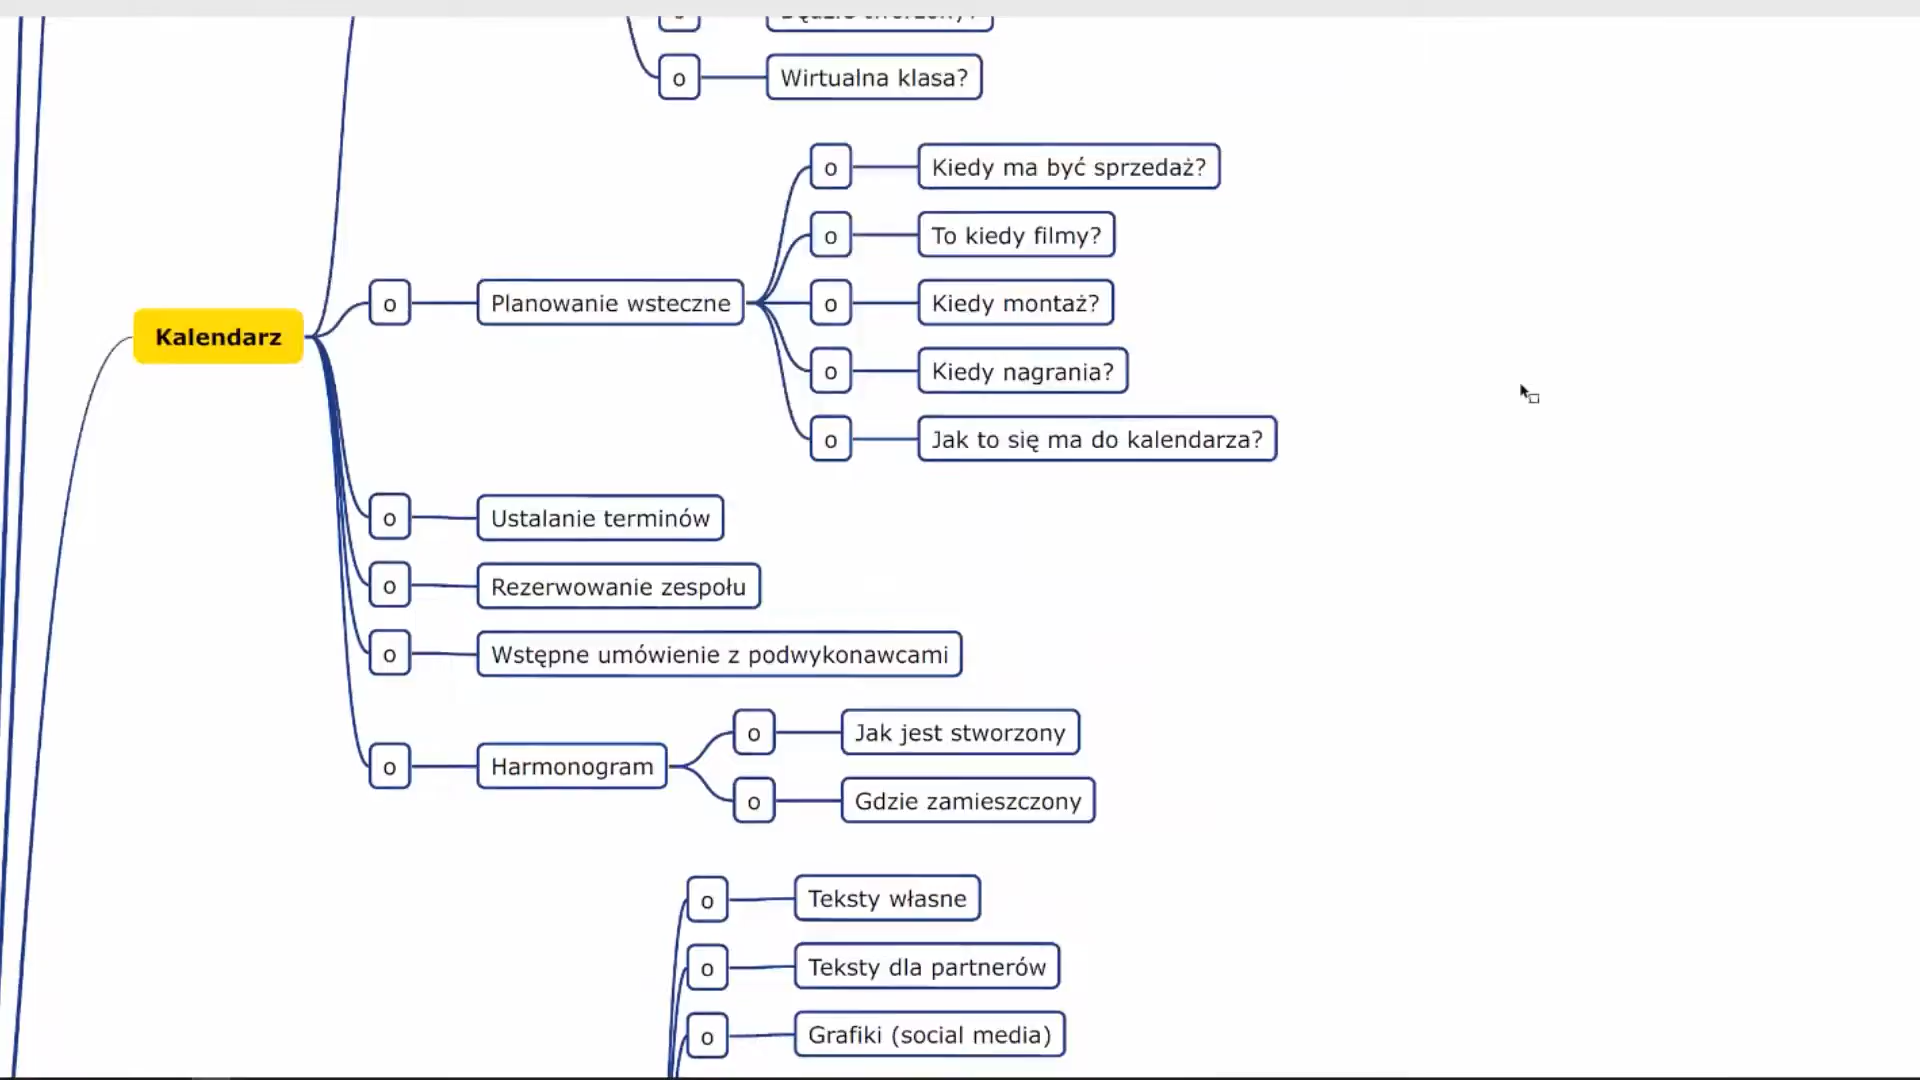 o
Wirtualna klasa?
o
Kiedy ma być sprzedaż?
o
To kiedy filmy?
o
Planowanie wsteczne
o
Kiedy montaż?
Kalendarz
o
Kiedy nagrania?
o
Jak to się ma do kalendarza?
o
Ustalanie terminów
o
Rezerwowanie zespołu
o
Wstępne umówienie z podwykonawcami
o
Jak jest stworzony
o
Harmonogram
o
Gdzie zamieszczony
o
Teksty własne
o
Teksty dla partnerów
o
Grafiki (social media)